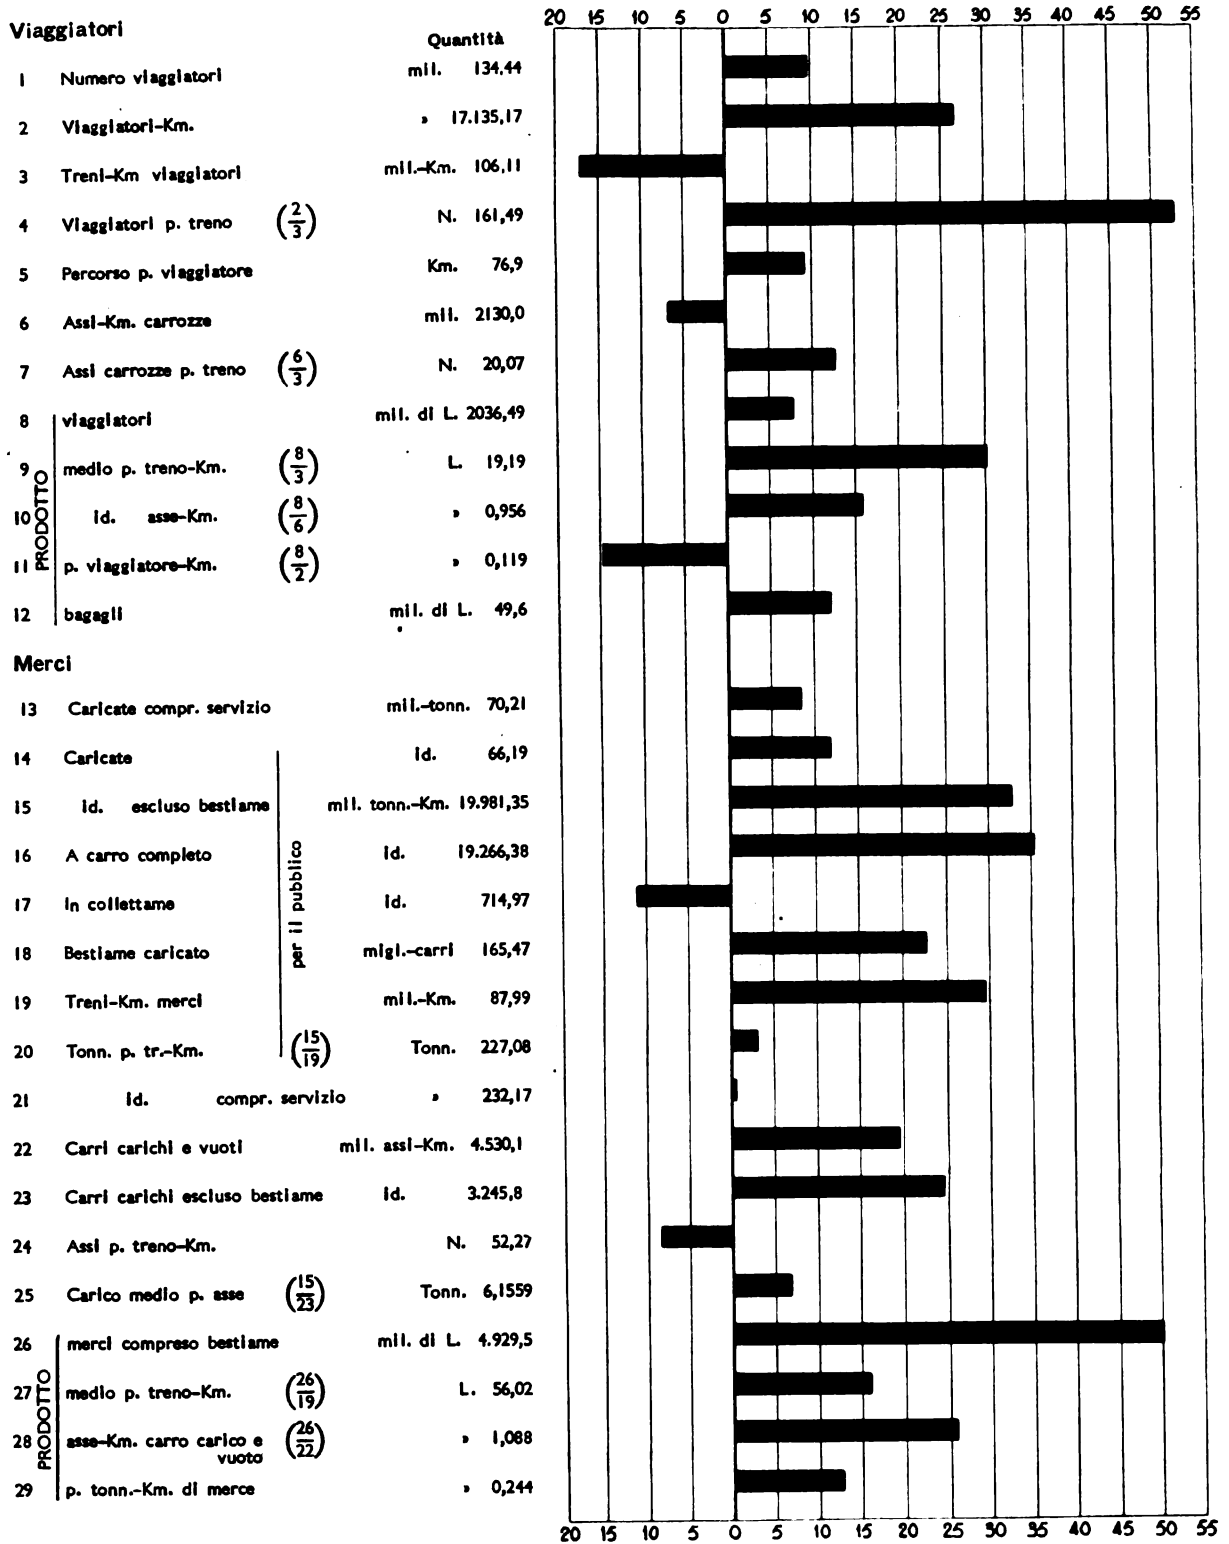 20 15 10 5 0 5 10 15 20 25 30 35 40 45 50 55
Viaggiatori
Quantità
1 Numero viaggiatori mil. 134,44
2 Viaggiatori-Km. » 17.135,17
3 Treni-Km viaggiatori mil.-Km. 106,11
4 Viaggiatori p. treno (2/3) N. 161,49
5 Percorso p. viaggiatore Km. 76,9
6 Assi-Km. carrozze mil. 2130,0
7 Assi carrozze p. treno (6/3) N. 20,07
PRODOTTO
8 viaggiatori mil. di L. 2036,49
9 medio p. treno-Km. (8/3) L. 19,19
10 id. asse-Km. (8/6) » 0,956
11 p. viaggiatore-Km. (8/2) » 0,119
12 bagagli mil. di L. 49,6
Merci
13 Caricate compr. servizio mil.-tonn. 70,21
per il pubblico
14 Caricate id. 66,19
15 id. escluso bestiame mil. tonn.-Km. 19.981,35
16 A carro completo id. 19.266,38
17 In collettame id. 714,97
18 Bestiame caricato migl.-carri 165,47
19 Treni-Km. merci mil.-Km. 87,99
20 Tonn. p. tr.-Km. (15/19) Tonn. 227,08
21 id. compr. servizio » 232,17
22 Carri carichi e vuoti mil. assi-Km. 4.530,1
23 Carri carichi escluso bestiame id. 3.245,8
24 Assi p. treno-Km. N. 52,27
25 Carico medio p. asse (15/23) Tonn. 6,1559
PRODOTTO
26 merci compreso bestiame mil. di L. 4.929,5
27 medio p. treno-Km. (26/19) L. 56,02
28 asse-Km. carro carico e (26/22) » 1,088
vuoto
29 p. tonn.-Km. di merce » 0,244
20 15 10 5 0 5 10 15 20 25 30 35 40 45 50 55